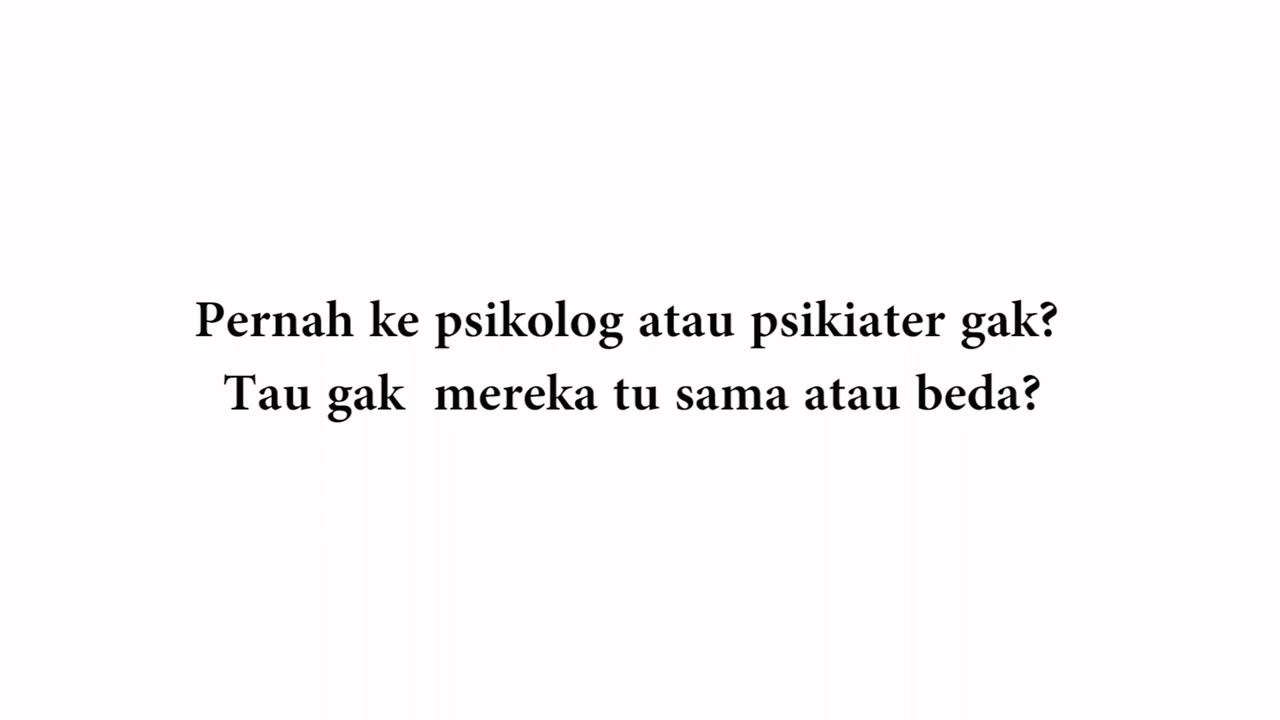 Pernah ke psikolog atau psikiater gak?
Tau gak  mereka tu sama atau beda?